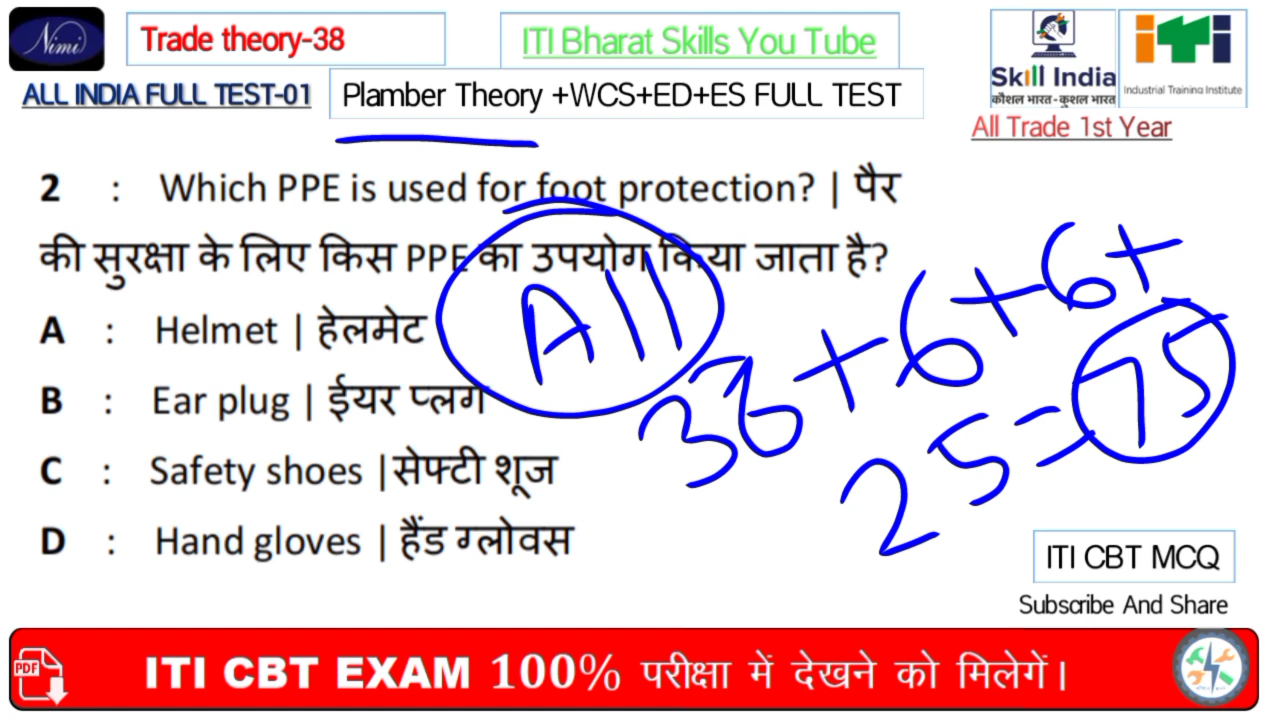 Nimi
Trade theory-38
ITI Bharat Skills You Tube
Skill India
कौशल भारत-कुशल भारत
iTi
Industrial Training Institute
ALL INDIA FULL TEST-01
Plamber Theory +WCS+ED+ES FULL TEST
All Trade 1st Year
2 : Which PPE is used for foot protection? | पैर
की सुरक्षा के लिए किस PPE का उपयोग किया जाता है?
A : Helmet | हेलमेट
B : Ear plug | ईयर प्लग
C : Safety shoes |सेफ्टी शूज
D : Hand gloves | हैंड ग्लोवस
All
38+6+6+
25=75
ITI CBT MCQ
Subscribe And Share
PDF
ITI CBT EXAM 100% परीक्षा में देखने को मिलेगें।